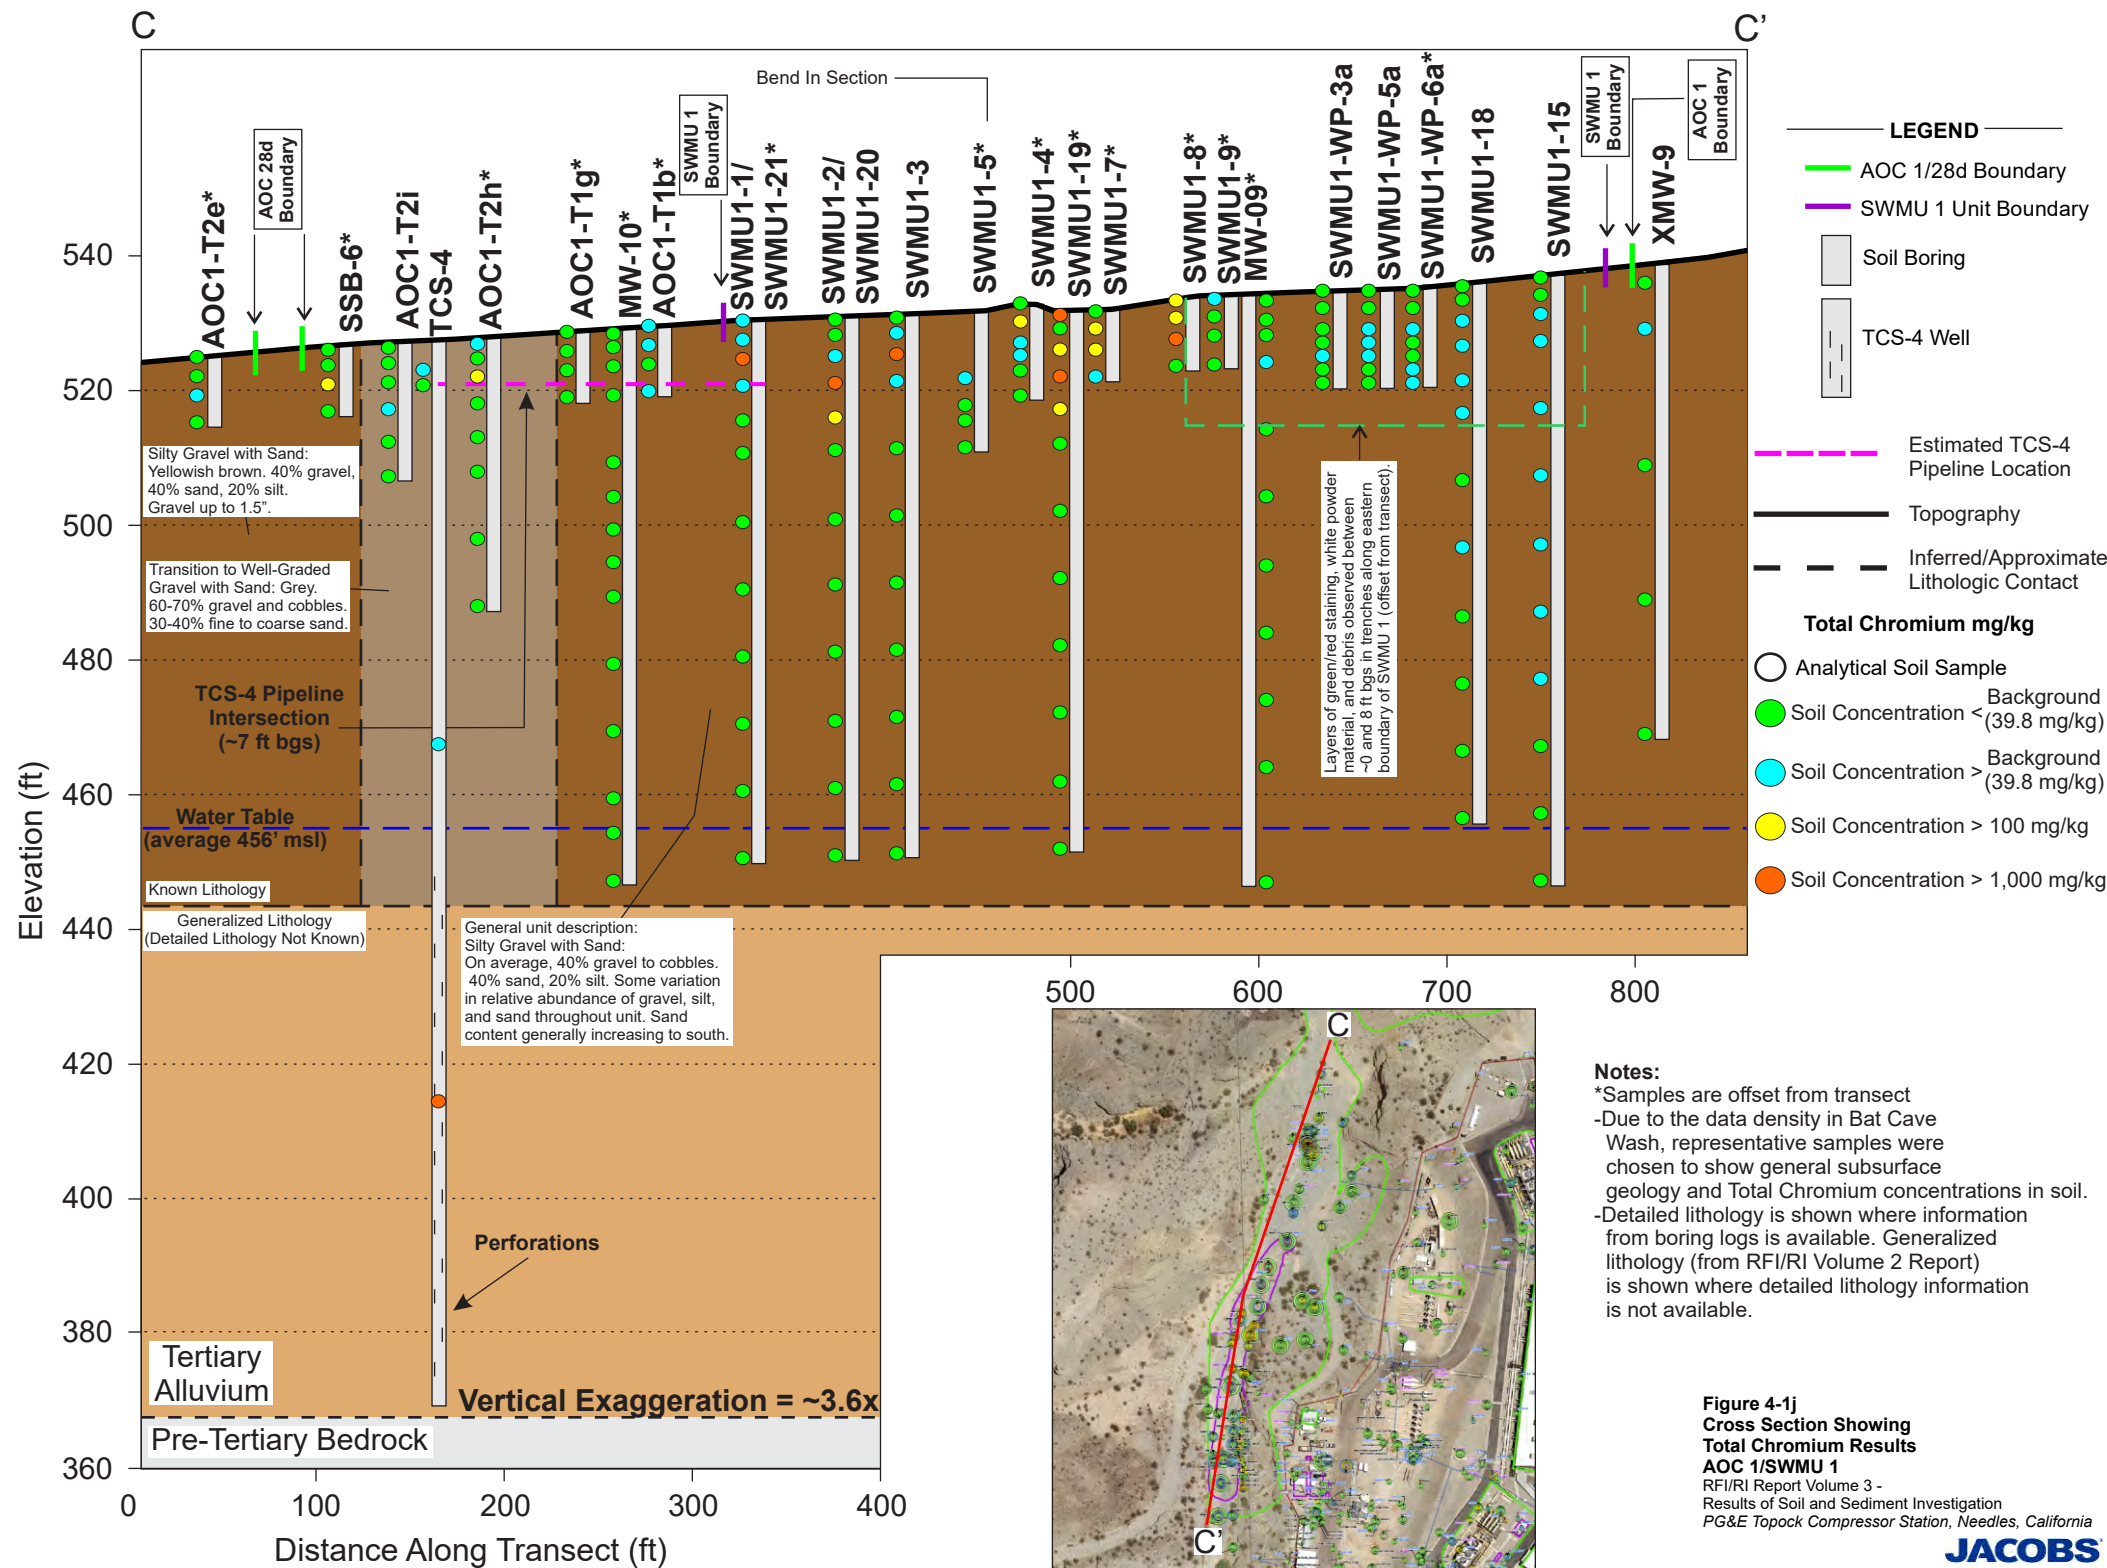 C
C'
Bend In Section
AOC 28d
Boundary
SWMU 1
Boundary
SWMU 1
Boundary
AOC 1
Boundary
AOC1-T2e*
SSB-6*
AOC1-T2i
TCS-4
AOC1-T2h*
AOC1-T1g*
MW-10*
AOC1-T1b*
SWMU1-1/
SWMU1-21*
SWMU1-2/
SWMU1-20
SWMU1-3
SWMU1-5*
SWMU1-4*
SWMU1-19*
SWMU1-7*
SWMU1-8*
SWMU1-9*
MW-09*
SWMU1-WP-3a
SWMU1-WP-5a
SWMU1-WP-6a*
SWMU1-18
SWMU1-15
XMW-9
540
520
500
480
460
440
420
400
380
360
Elevation (ft)
Silty Gravel with Sand:
Yellowish brown. 40% gravel,
40% sand, 20% silt.
Gravel up to 1.5".
Transition to Well-Graded
Gravel with Sand: Grey.
60-70% gravel and cobbles.
30-40% fine to coarse sand.
TCS-4 Pipeline
Intersection
(~7 ft bgs)
Water Table
(average 456' msl)
Known Lithology
Generalized Lithology
(Detailed Lithology Not Known)
General unit description:
Silty Gravel with Sand:
On average, 40% gravel to cobbles.
40% sand, 20% silt. Some variation
in relative abundance of gravel, silt,
and sand throughout unit. Sand
content generally increasing to south.
Layers of green/red staining, white powder
material, and debris observed between
~0 and 8 ft bgs in trenches along eastern
boundary of SWMU 1 (offset from transect).
Perforations
Tertiary
Alluvium
Vertical Exaggeration = ~3.6x
Pre-Tertiary Bedrock
0 100 200 300 400
500 600 700 800
Distance Along Transect (ft)
C
C'
LEGEND
AOC 1/28d Boundary
SWMU 1 Unit Boundary
Soil Boring
TCS-4 Well
Estimated TCS-4
Pipeline Location
Topography
Inferred/Approximate
Lithologic Contact
Total Chromium mg/kg
Analytical Soil Sample
Soil Concentration < Background
(39.8 mg/kg)
Soil Concentration > Background
(39.8 mg/kg)
Soil Concentration > 100 mg/kg
Soil Concentration > 1,000 mg/kg
Notes:
*Samples are offset from transect
-Due to the data density in Bat Cave
Wash, representative samples were
chosen to show general subsurface
geology and Total Chromium concentrations in soil.
-Detailed lithology is shown where information
from boring logs is available. Generalized
lithology (from RFI/RI Volume 2 Report)
is shown where detailed lithology information
is not available.
Figure 4-1j
Cross Section Showing
Total Chromium Results
AOC 1/SWMU 1
RFI/RI Report Volume 3 -
Results of Soil and Sediment Investigation
PG&E Topock Compressor Station, Needles, California
JACOBS